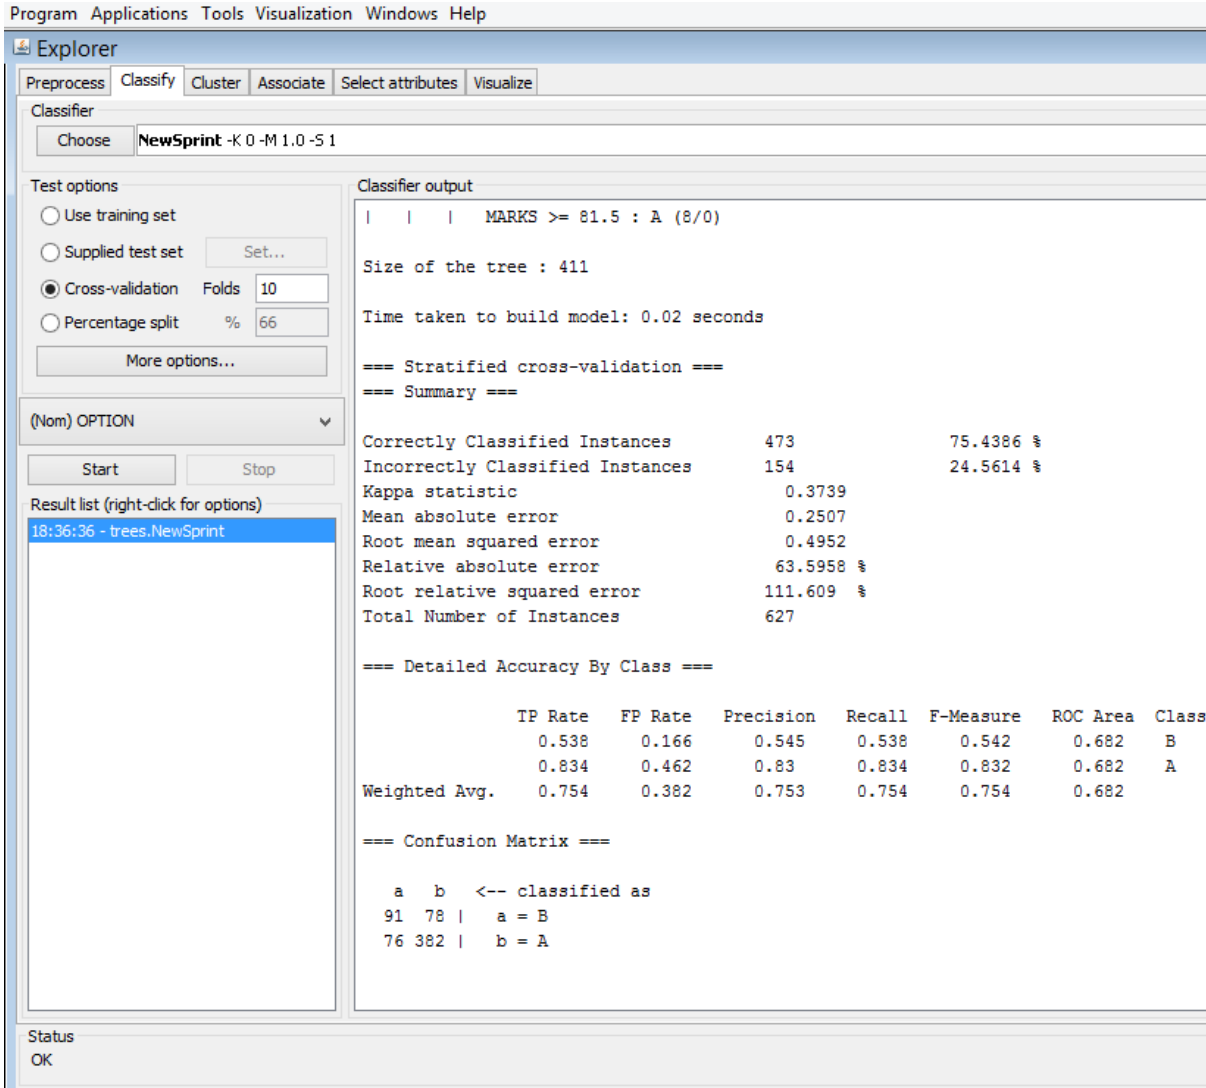 Program Applications Tools Visualization Windows Help
Explorer
Preprocess Classify Cluster Associate Select attributes Visualize
Classifier
Choose NewSprint -K 0 -M 1.0 -S 1
Test options
Use training set
Supplied test set Set...
Cross-validation Folds 10
Percentage split % 66
More options...
(Nom) OPTION
Start Stop
Result list (right-click for options)
18:36:36 - trees.NewSprint
Classifier output
| | | MARKS >= 81.5 : A (8/0)
Size of the tree : 411
Time taken to build model: 0.02 seconds
=== Stratified cross-validation ===
=== Summary ===
Correctly Classified Instances 473 75.4386 %
Incorrectly Classified Instances 154 24.5614 %
Kappa statistic 0.3739
Mean absolute error 0.2507
Root mean squared error 0.4952
Relative absolute error 63.5958 %
Root relative squared error 111.609 %
Total Number of Instances 627
=== Detailed Accuracy By Class ===
TP Rate FP Rate Precision Recall F-Measure ROC Area Class
0.538 0.166 0.545 0.538 0.542 0.682 B
0.834 0.462 0.83 0.834 0.832 0.682 A
Weighted Avg. 0.754 0.382 0.753 0.754 0.754 0.682
=== Confusion Matrix ===
a b <-- classified as
91 78 | a = B
76 382 | b = A
Status
OK